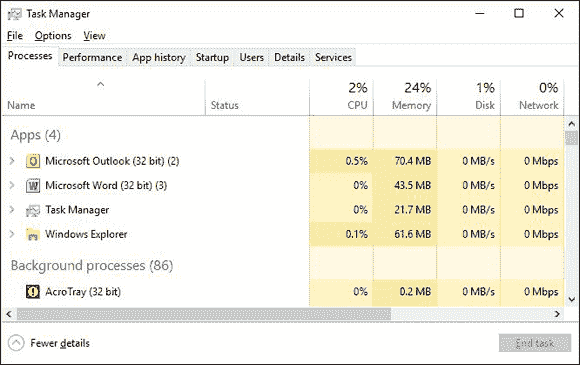 Task Manager
File Options View
Processes Performance App history Startup Users Details Services
2% 24% 1% 0%
Name Status CPU Memory Disk Network
Apps (4)
Microsoft Outlook (32 bit) (2) 0.5% 70.4 MB 0 MB/s 0 Mbps
Microsoft Word (32 bit) (3) 0% 43.5 MB 0 MB/s 0 Mbps
Task Manager 0% 21.7 MB 0 MB/s 0 Mbps
Windows Explorer 0.1% 61.6 MB 0 MB/s 0 Mbps
Background processes (86)
AcroTray (32 bit) 0% 0.2 MB 0 MB/s 0 Mbps
Fewer details End task